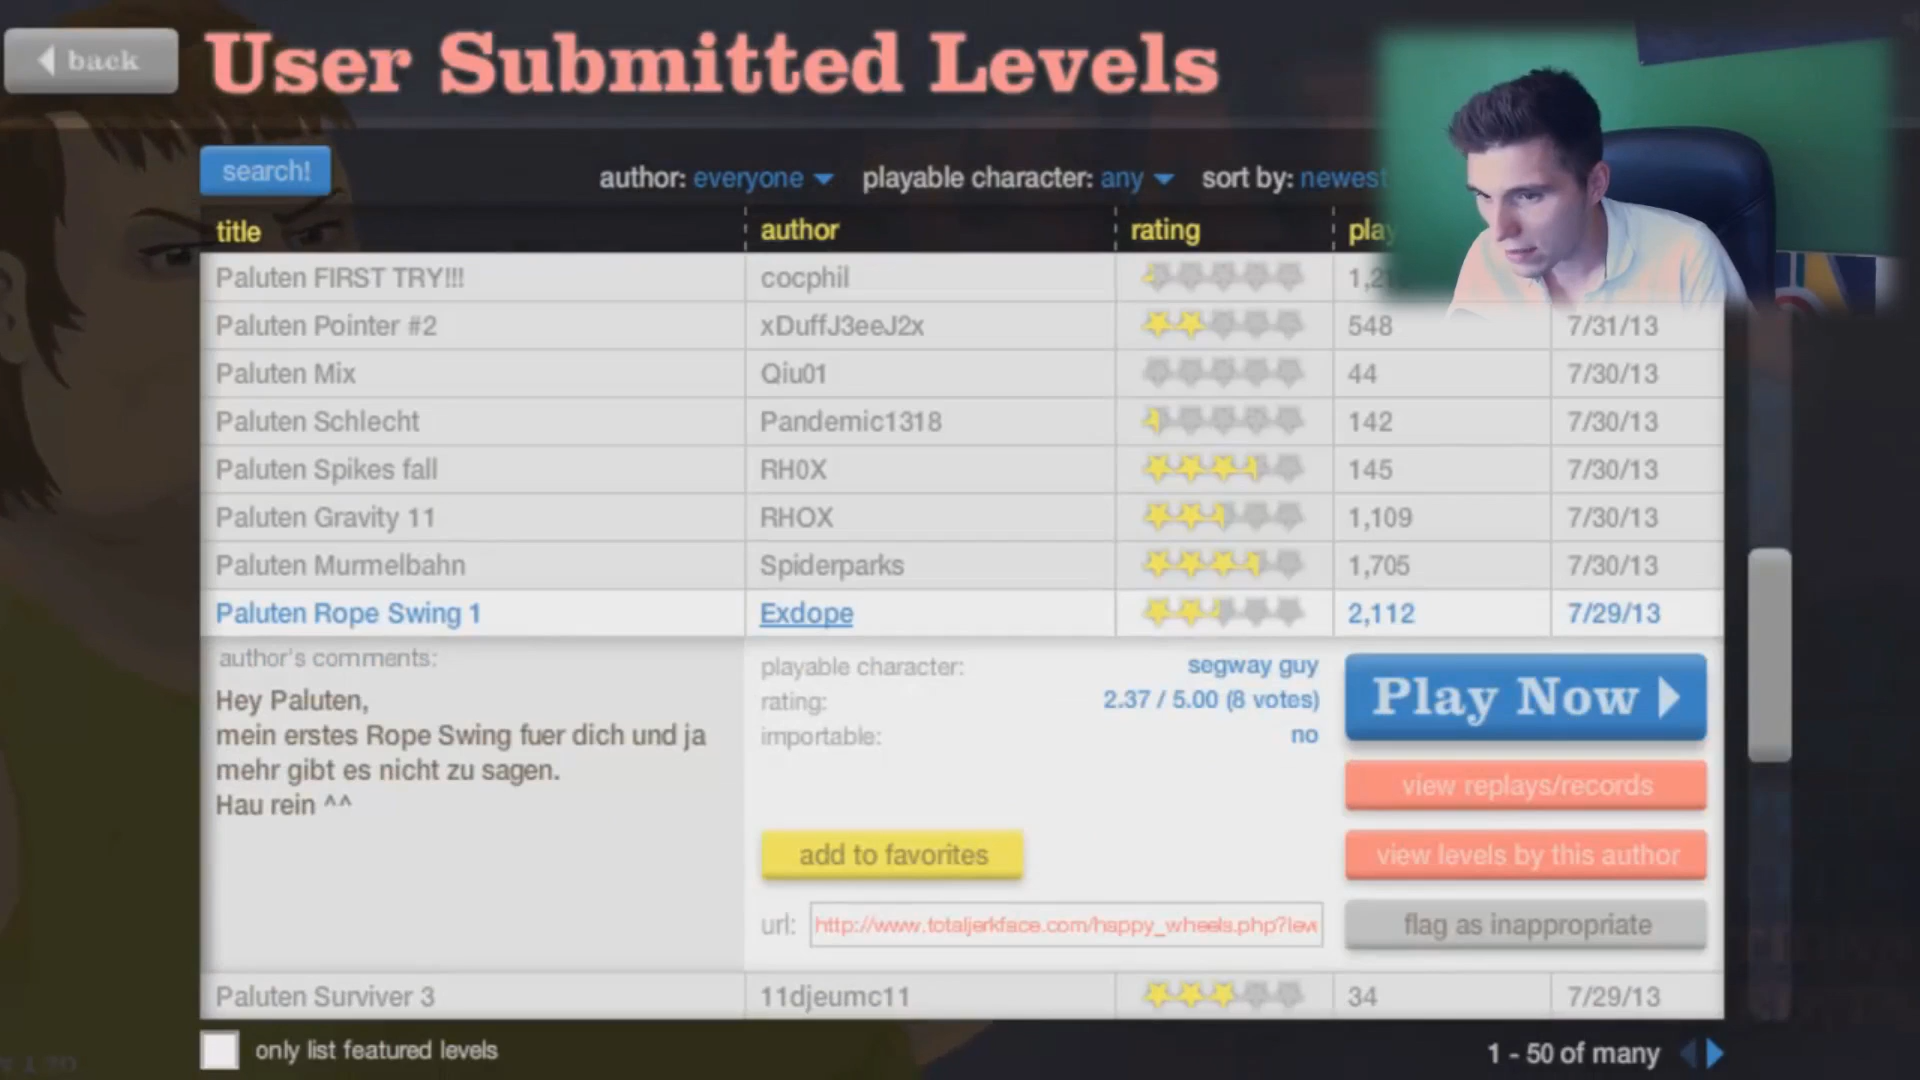 back
User Submitted Levels
search!
author: everyone
playable character: any
sort by: newest
title
author
rating
Paluten FIRST TRY!!!
cocphil
Paluten Pointer #2
xDuffJ3eeJ2x
548
7/31/13
Paluten Mix
Qiu01
44
7/30/13
Paluten Schlecht
Pandemic1318
142
7/30/13
Paluten Spikes fall
RH0X
145
7/30/13
Paluten Gravity 11
RHOX
1,109
7/30/13
Paluten Murmelbahn
Spiderparks
1,705
7/30/13
Paluten Rope Swing 1
Exdope
2,112
7/29/13
author's comments:
Hey Paluten,
mein erstes Rope Swing fuer dich und ja
mehr gibt es nicht zu sagen.
Hau rein ^^
playable character: segway guy
rating: 2.37 / 5.00 (8 votes)
importable: no
add to favorites
url: http://www.totaljerkface.com/happy_wheels.php?lev
Play Now
view replays/records
view levels by this author
flag as inappropriate
Paluten Surviver 3
11djeumc11
34
7/29/13
only list featured levels
1 - 50 of many